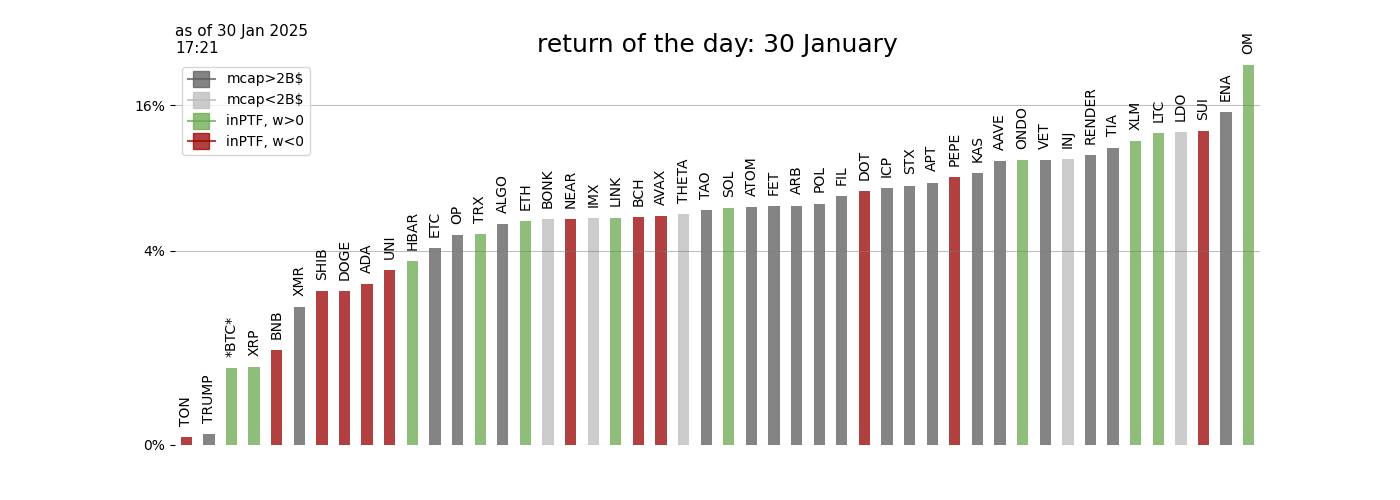 as of 30 Jan 2025
17:21
return of the day: 30 January
mcap>2B$
mcap<2B$
inPTF, w>0
inPTF, w<0
16%
4%
0%
TON
TRUMP
*BTC*
XRP
BNB
XMR
SHIB
DOGE
ADA
UNI
HBAR
ETC
OP
TRX
ALGO
ETH
BONK
NEAR
IMX
LINK
BCH
AVAX
THETA
TAO
SOL
ATOM
FET
ARB
POL
FIL
DOT
ICP
STX
APT
PEPE
KAS
AAVE
ONDO
VET
INJ
RENDER
TIA
XLM
LTC
LDO
SUI
ENA
OM